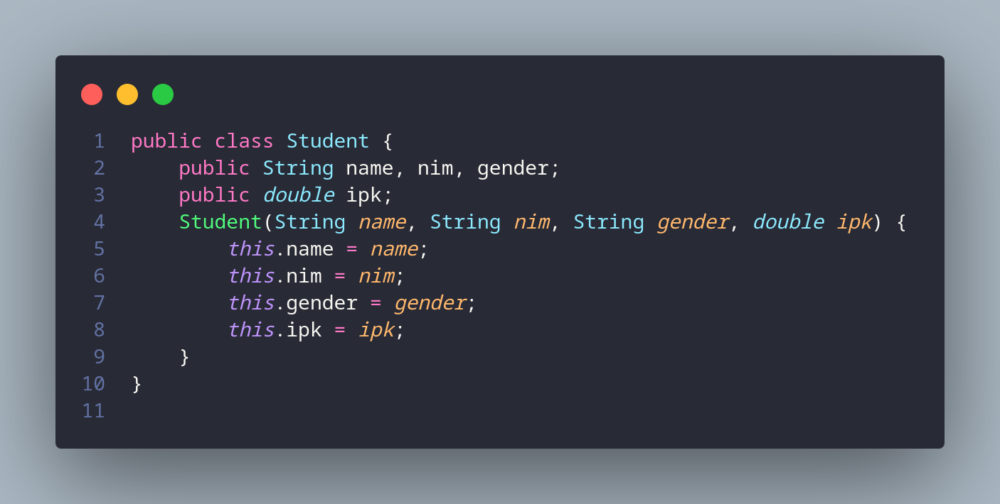 1 public class Student {
2     public String name, nim, gender;
3     public double ipk;
4     Student(String name, String nim, String gender, double ipk) {
5         this.name = name;
6         this.nim = nim;
7         this.gender = gender;
8         this.ipk = ipk;
9     }
10 }
11